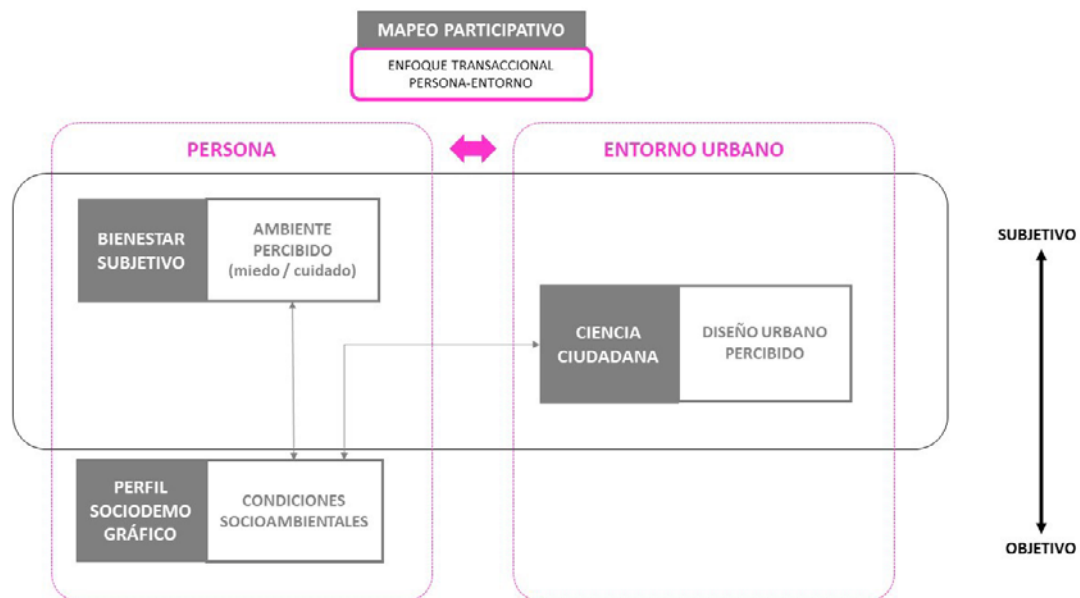 MAPEO PARTICIPATIVO
ENFOQUE TRANSACCIONAL
PERSONA-ENTORNO
PERSONA
ENTORNO URBANO
BIENESTAR
SUBJETIVO
AMBIENTE
PERCIBIDO
(miedo / cuidado)
SUBJETIVO
CIENCIA
CIUDADANA
DISEÑO URBANO
PERCIBIDO
PERFIL
SOCIODEMO
GRÁFICO
CONDICIONES
SOCIOAMBIENTALES
OBJETIVO